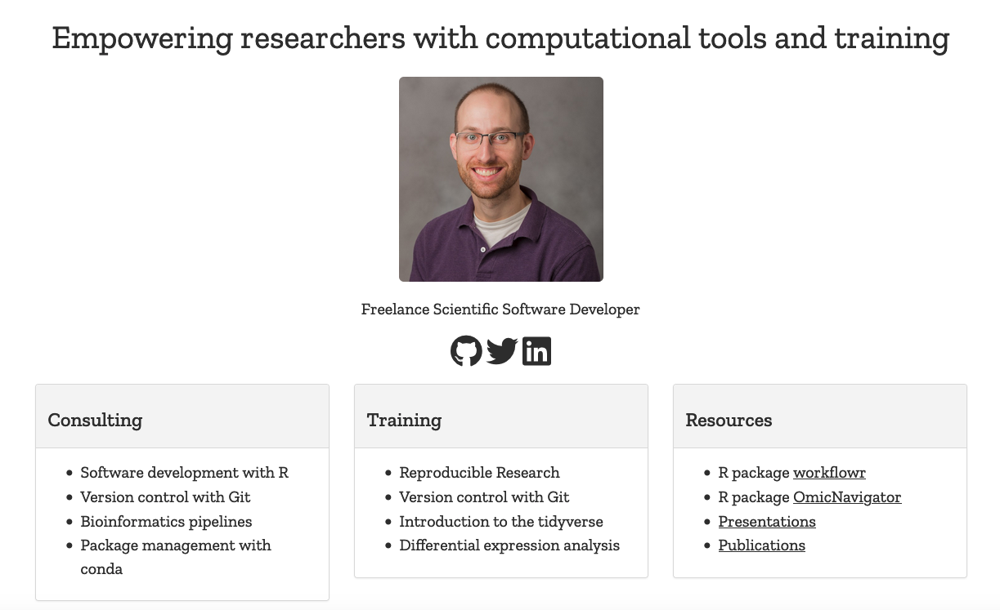 Empowering researchers with computational tools and training
Freelance Scientific Software Developer
Consulting
Software development with R
Version control with Git
Bioinformatics pipelines
Package management with
conda
Training
Reproducible Research
Version control with Git
Introduction to the tidyverse
Differential expression analysis
Resources
R package workflowr
R package OmicNavigator
Presentations
Publications